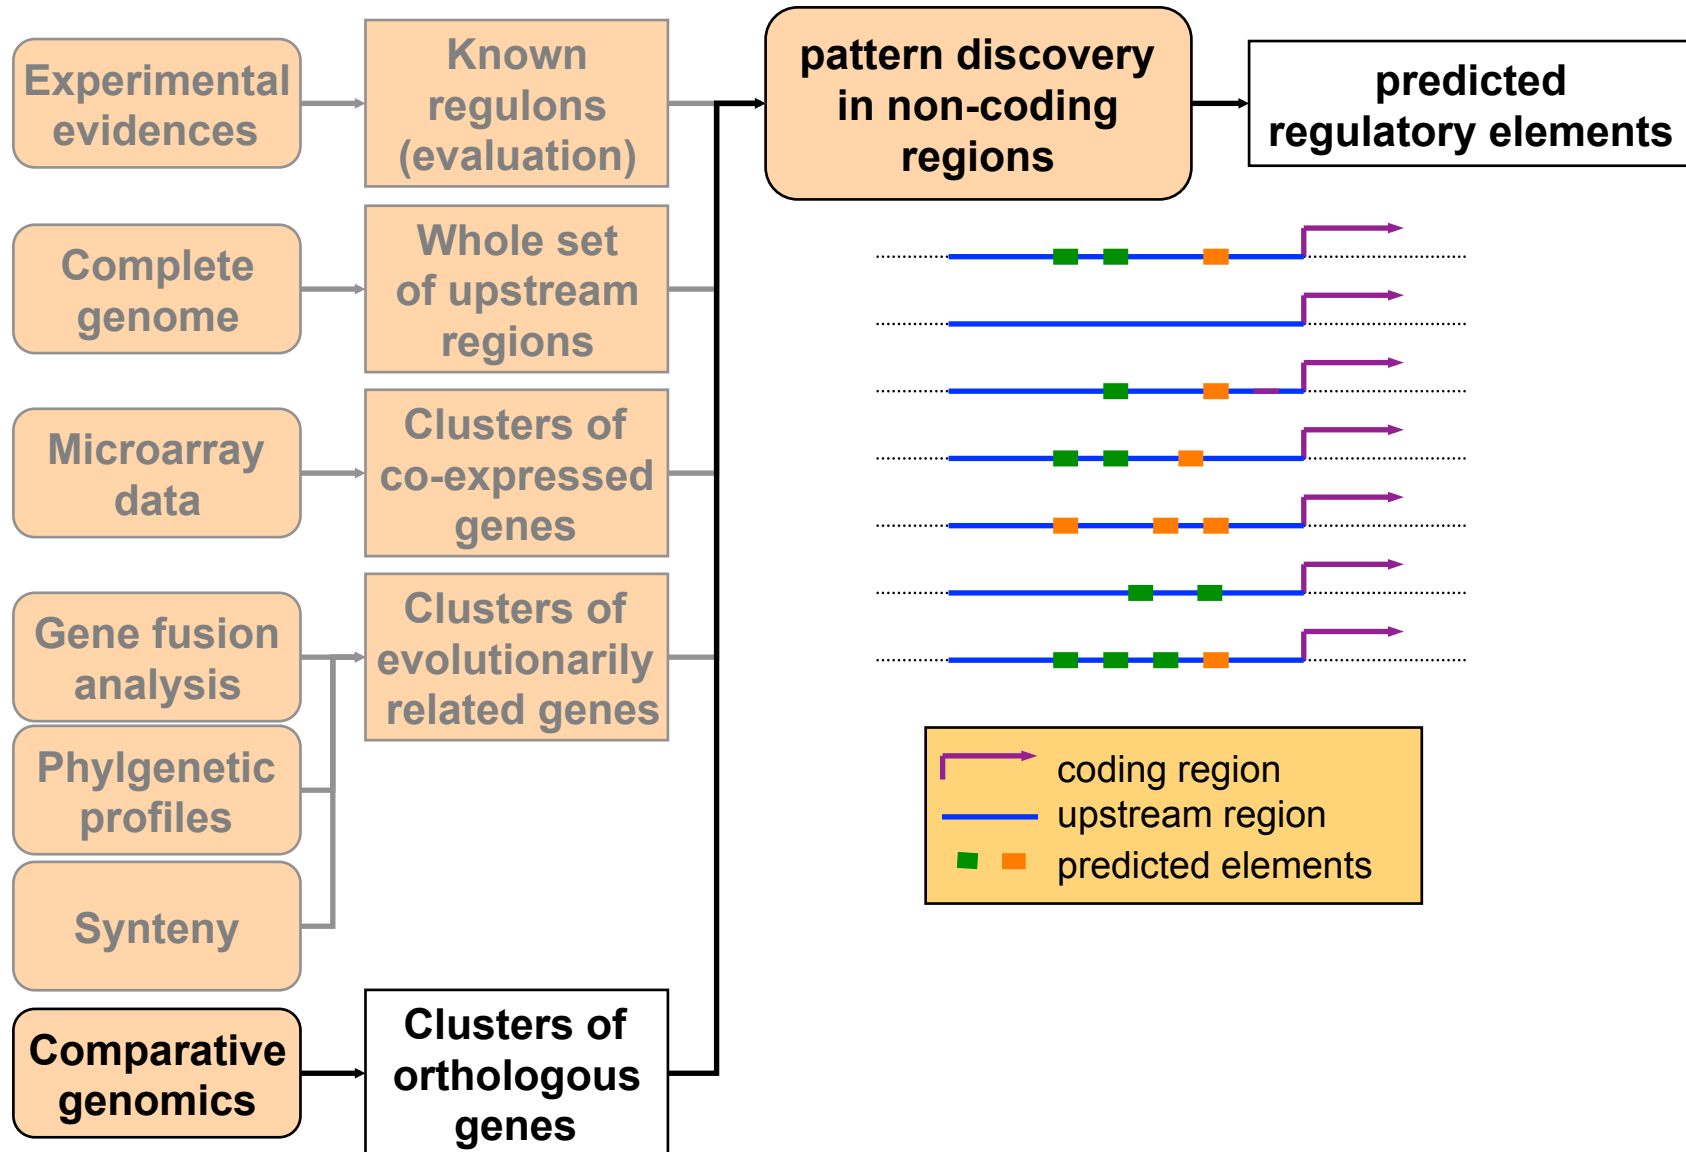 Experimental
evidences
Known
regulons
(evaluation)
pattern discovery
in non-coding
regions
predicted
regulatory elements
Complete
genome
Whole set
of upstream
regions
Microarray
data
Clusters of
co-expressed
genes
Gene fusion
analysis
Phylgenetic
profiles
Synteny
Clusters of
evolutionarily
related genes
Comparative
genomics
Clusters of
orthologous
genes
coding region
upstream region
predicted elements